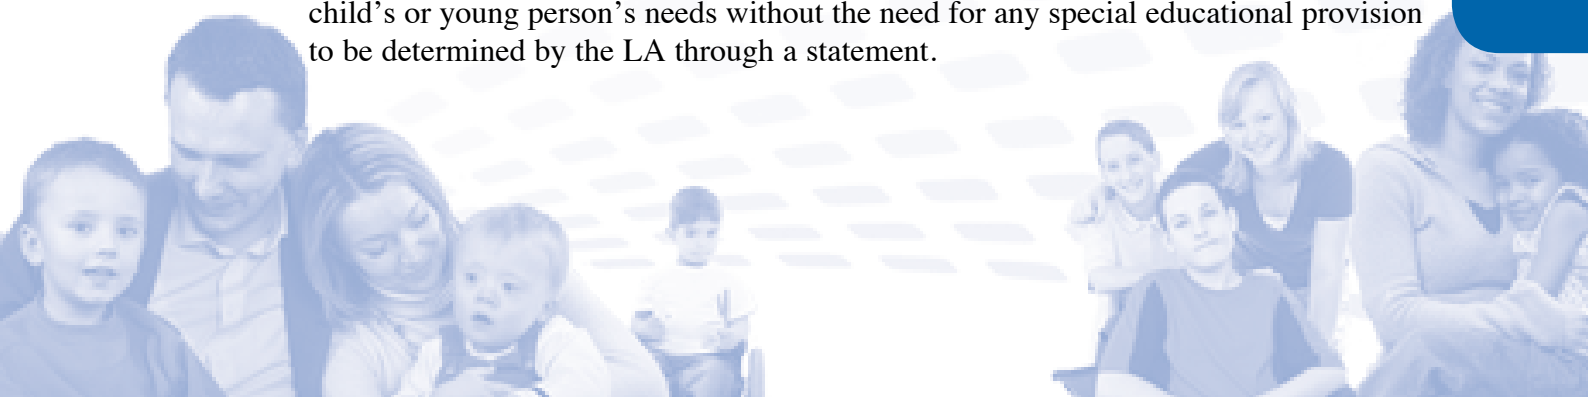 child’s or young person’s needs without the need for any special educational provision
to be determined by the LA through a statement.